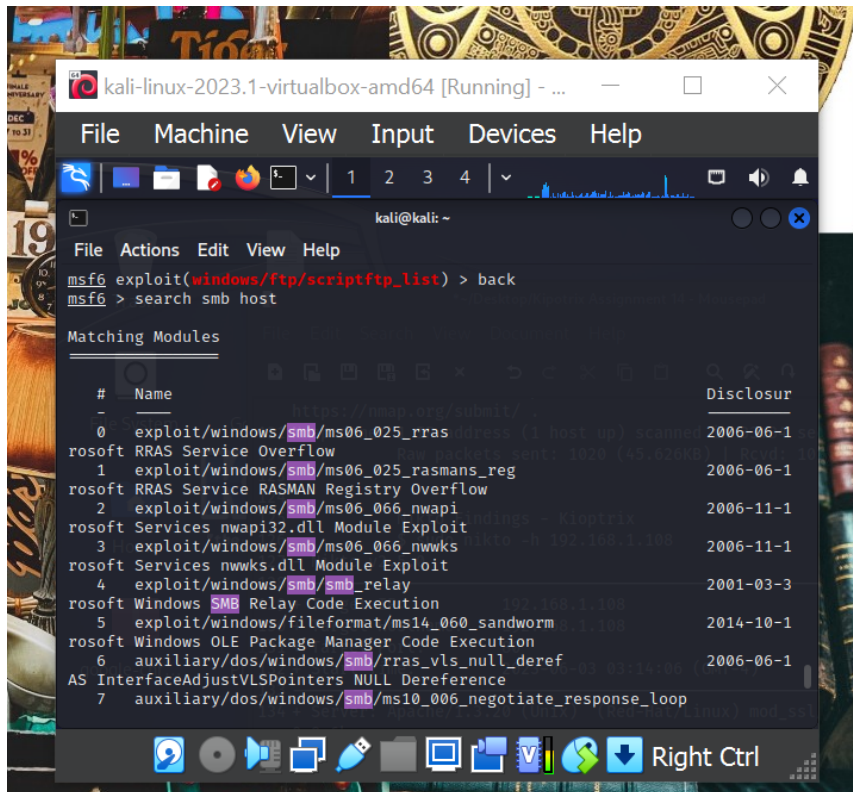 Tiger
DEC
TO 31
%
19
kali-linux-2023.1-virtualbox-amd64 [Running] - ...
File Machine View Input Devices Help
1 2 3 4
kali@kali: ~
File Actions Edit View Help
msf6 exploit(windows/ftp/scriptftp_list) > back
msf6 > search smb host
Matching Modules
# Name Disclosur
0 exploit/windows/smb/ms06_025_rras 2006-06-1
rosoft RRAS Service Overflow
1 exploit/windows/smb/ms06_025_rasmans_reg 2006-06-1
rosoft RRAS Service RASMAN Registry Overflow
2 exploit/windows/smb/ms06_066_nwapi 2006-11-1
rosoft Services nwapi32.dll Module Exploit
3 exploit/windows/smb/ms06_066_nwwks 2006-11-1
rosoft Services nwwks.dll Module Exploit
4 exploit/windows/smb/smb_relay 2001-03-3
rosoft Windows SMB Relay Code Execution
5 exploit/windows/fileformat/ms14_060_sandworm 2014-10-1
rosoft Windows OLE Package Manager Code Execution
6 auxiliary/dos/windows/smb/rras_vls_null_deref 2006-06-1
AS InterfaceAdjustVLSPointers NULL Dereference
7 auxiliary/dos/windows/smb/ms10_006_negotiate_response_loop
Right Ctrl